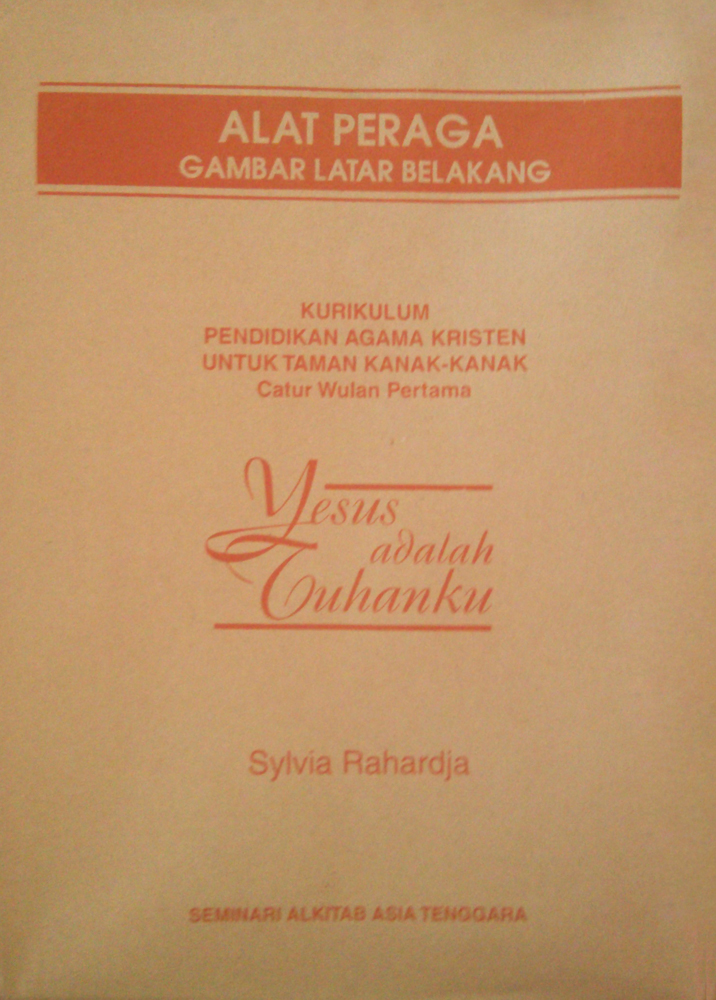 ALAT PERAGA
GAMBAR LATAR BELAKANG
KURIKULUM
PENDIDIKAN AGAMA KRISTEN
UNTUK TAMAN KANAK-KANAK
Catur Wulan Pertama
Yesus
adalah
Tuhanku
Sylvia Rahardja
SEMINARI ALKITAB ASIA TENGGARA